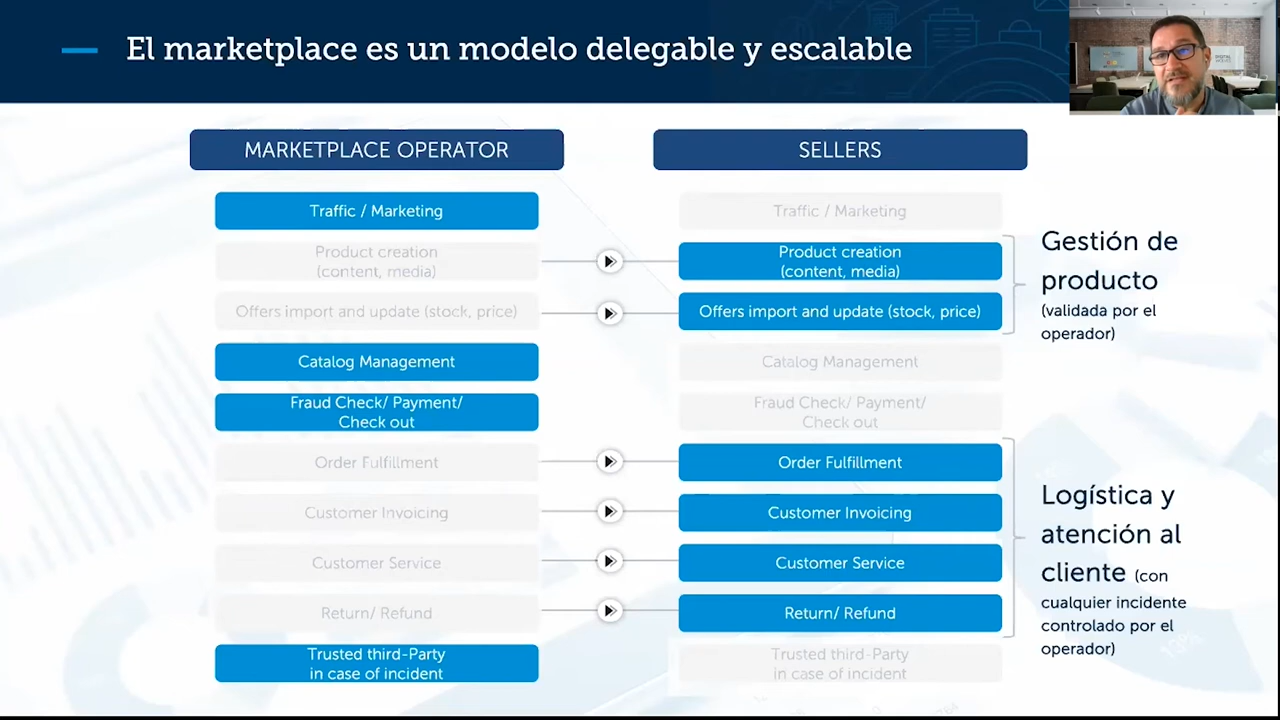 El marketplace es un modelo delegable y escalable
MARKETPLACE OPERATOR
Traffic / Marketing
Product creation
(content, media)
Offers import and update (stock, price)
Catalog Management
Fraud Check/ Payment/
Check out
Order Fulfillment
Customer Invoicing
Customer Service
Return/ Refund
Trusted third-Party
in case of incident
SELLERS
Traffic / Marketing
Product creation
(content, media)
Offers import and update (stock, price)
Catalog Management
Fraud Check/ Payment/
Check out
Order Fulfillment
Customer Invoicing
Customer Service
Return/ Refund
Trusted third-Party
in case of incident
Gestión de
producto
(validada por el
operador)
Logística y
atención al
cliente (con
cualquier incidente
controlado por el
operador)